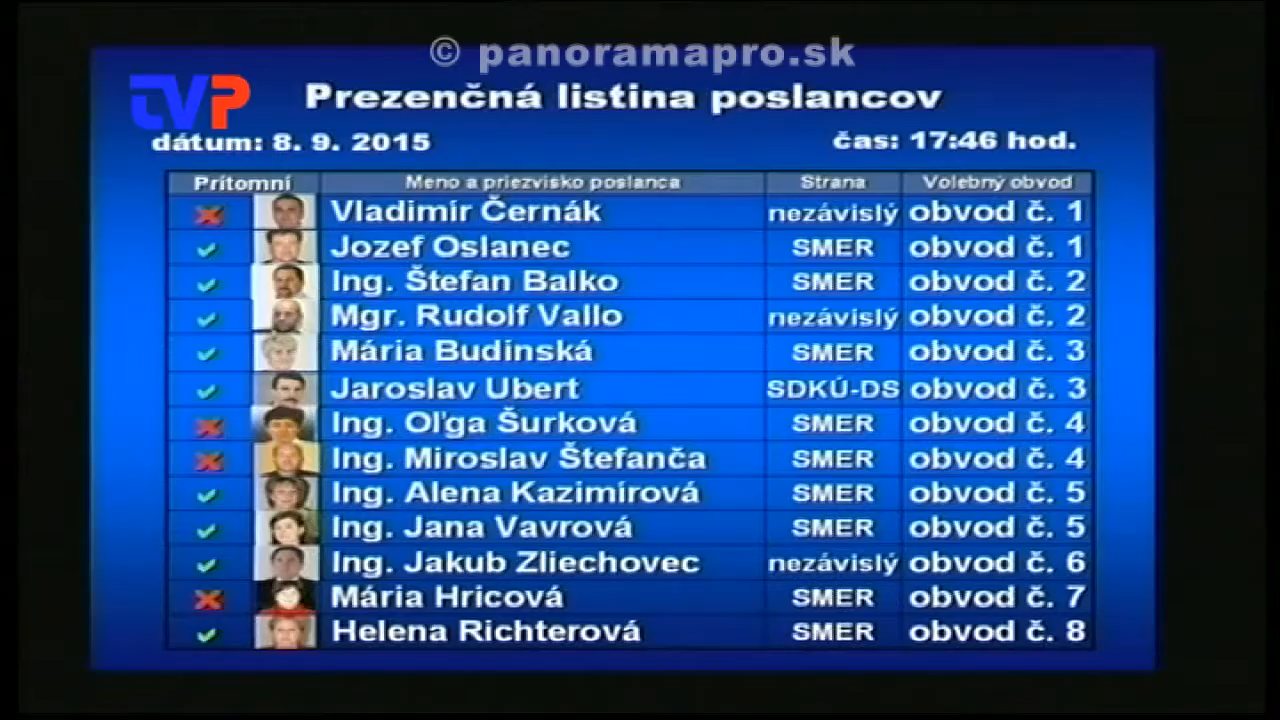 © panoramapro.sk
TVP
Prezenčná listina poslancov
dátum: 8. 9. 2015 čas: 17:46 hod.
Prítomní Meno a priezvisko poslanca Strana Volebný obvod
Vladimír Černák nezávislý obvod č. 1
Jozef Oslanec SMER obvod č. 1
Ing. Štefan Balko SMER obvod č. 2
Mgr. Rudolf Vallo nezávislý obvod č. 2
Mária Budinská SMER obvod č. 3
Jaroslav Ubert SDKÚ-DS obvod č. 3
Ing. Oľga Šurková SMER obvod č. 4
Ing. Miroslav Štefanča SMER obvod č. 4
Ing. Alena Kazimírová SMER obvod č. 5
Ing. Jana Vavrová SMER obvod č. 5
Ing. Jakub Zliechovec nezávislý obvod č. 6
Mária Hricová SMER obvod č. 7
Helena Richterová SMER obvod č. 8